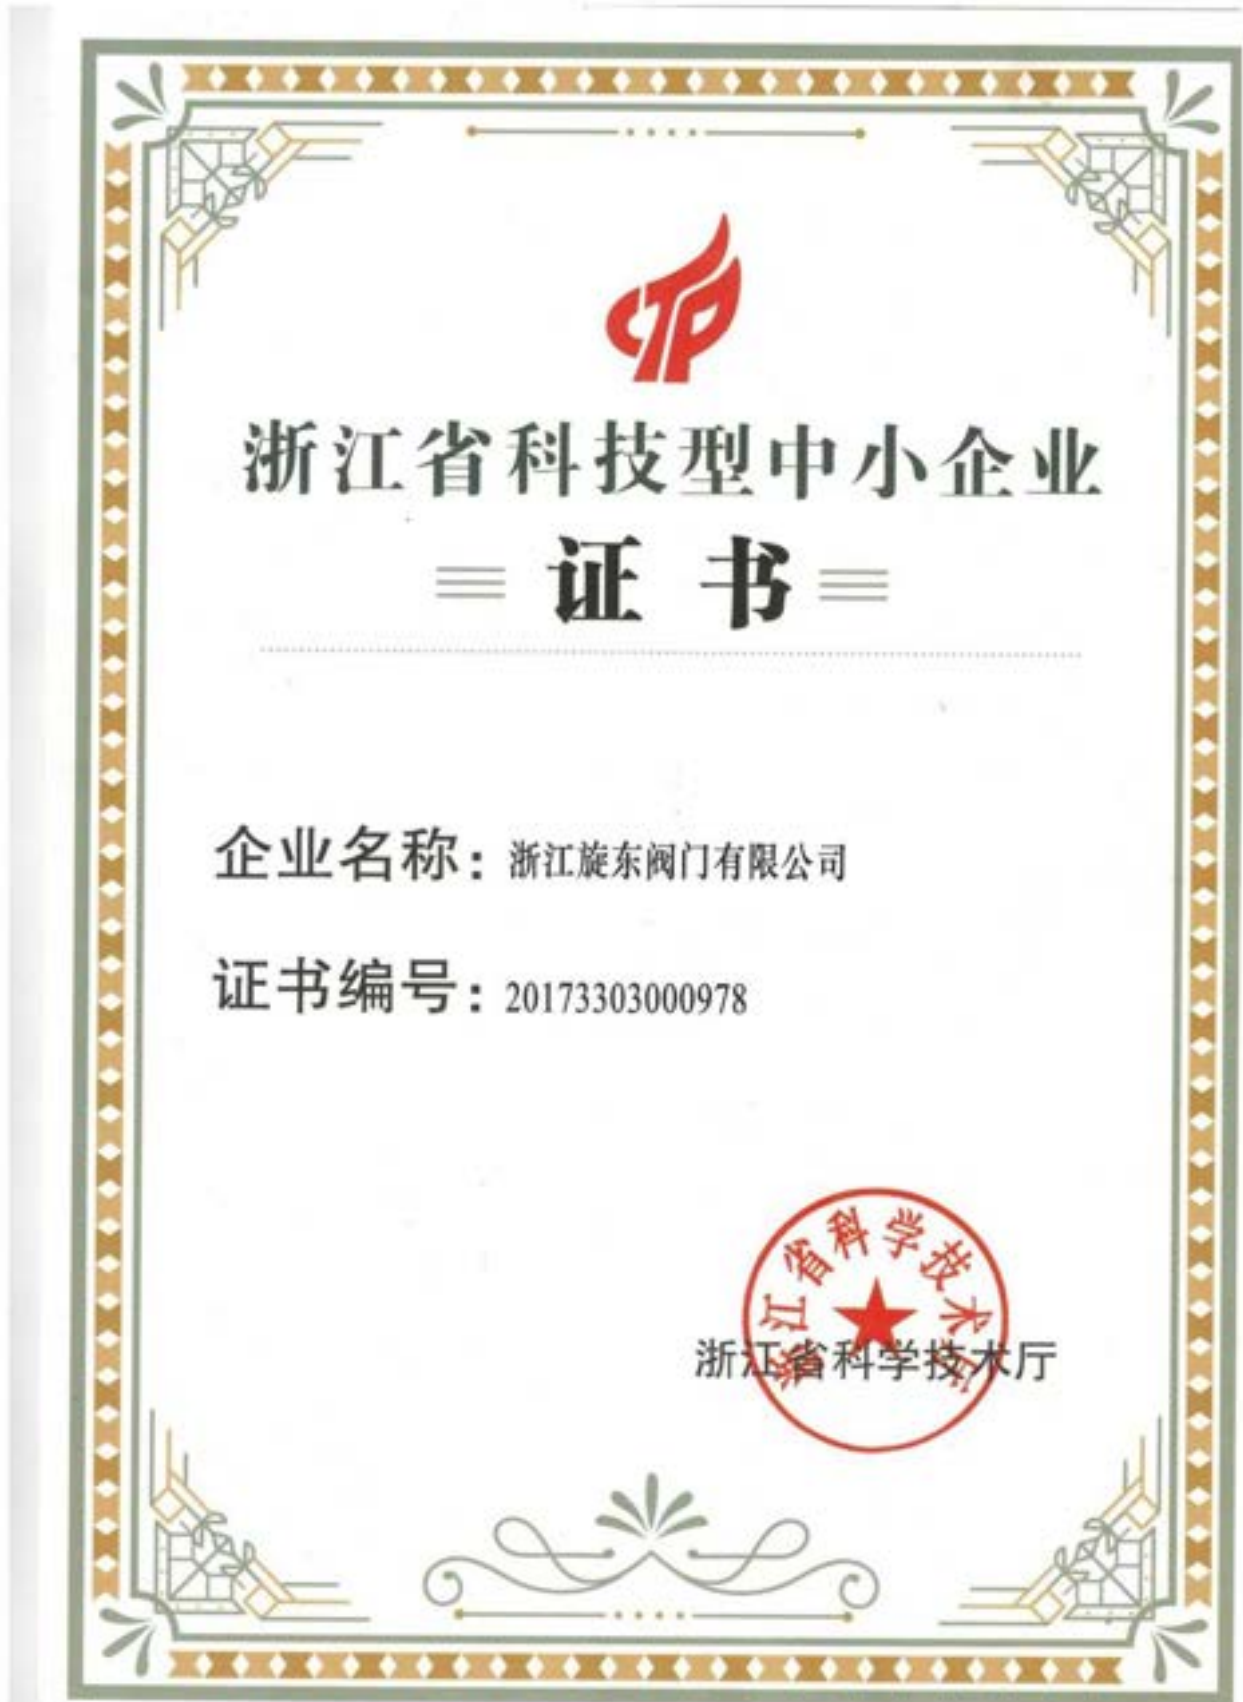 CTP
浙江省科技型中小企业
证书
企业名称：浙江旋东阀门有限公司
证书编号：20173303000978
浙江省科学技术厅
浙江省科学技术厅